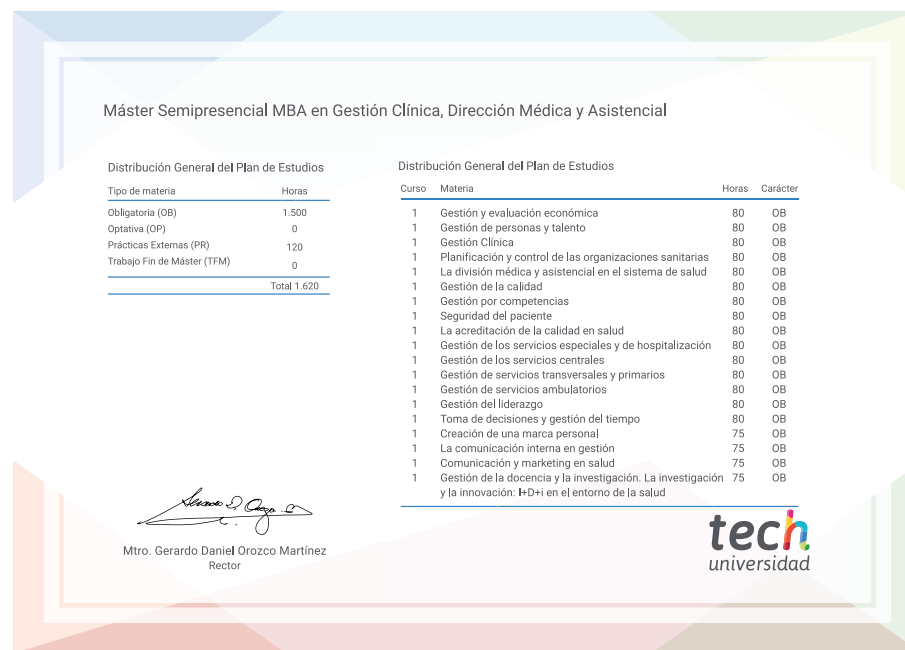 Máster Semipresencial MBA en Gestión Clínica, Dirección Médica y Asistencial
Distribución General del Plan de Estudios
Tipo de materia Horas
Obligatoria (OB) 1.500
Optativa (OP) 0
Prácticas Externas (PR) 120
Trabajo Fin de Máster (TFM) 0
Total 1.620
Distribución General del Plan de Estudios
Curso Materia Horas Carácter
1 Gestión y evaluación económica 80 OB
1 Gestión de personas y talento 80 OB
1 Gestión Clínica 80 OB
1 Planificación y control de las organizaciones sanitarias 80 OB
1 La división médica y asistencial en el sistema de salud 80 OB
1 Gestión de la calidad 80 OB
1 Gestión por competencias 80 OB
1 Seguridad del paciente 80 OB
1 La acreditación de la calidad en salud 80 OB
1 Gestión de los servicios especiales y de hospitalización 80 OB
1 Gestión de los servicios centrales 80 OB
1 Gestión de servicios transversales y primarios 80 OB
1 Gestión de servicios ambulatorios 80 OB
1 Gestión del liderazgo 80 OB
1 Toma de decisiones y gestión del tiempo 80 OB
1 Creación de una marca personal 75 OB
1 La comunicación interna en gestión 75 OB
1 Comunicación y marketing en salud 75 OB
1 Gestión de la docencia y la investigación. La investigación 75 OB
y la innovación: I+D+i en el entorno de la salud
Mtro. Gerardo Daniel Orozco Martínez
Rector
tech
universidad